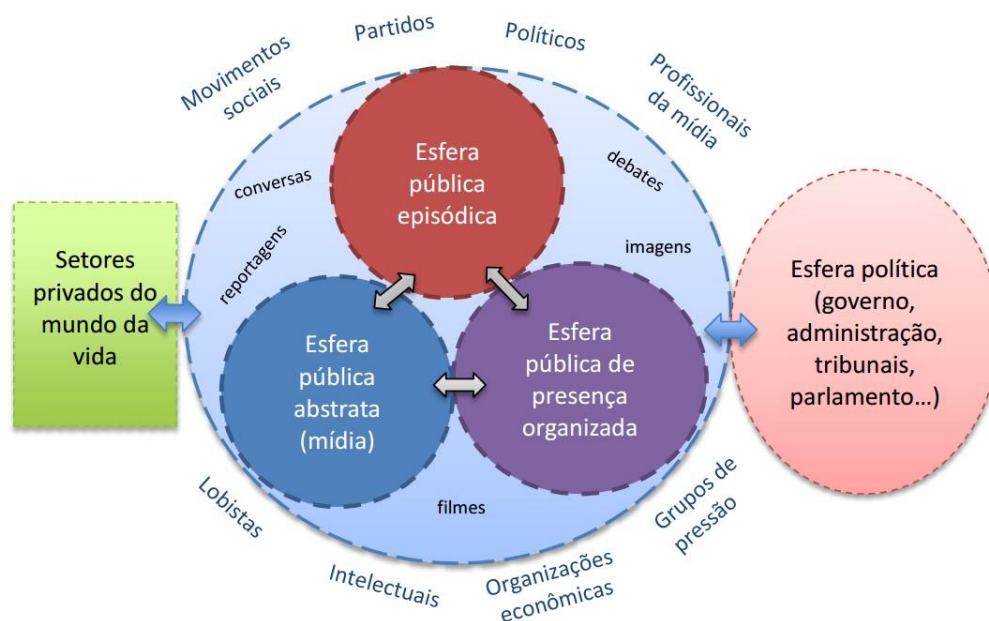 Movimentos
sociais
Partidos
Políticos
Profissionais
da mídia
Esfera
pública
episódica
conversas
debates
reportagens
imagens
Setores
privados do
mundo da
vida
Esfera
pública
abstrata
(mídia)
Esfera
pública de
presença
organizada
Esfera política
(governo,
administração,
tribunais,
parlamento...)
filmes
Lobistas
Intelectuais
Organizações
econômicas
Grupos de
pressão